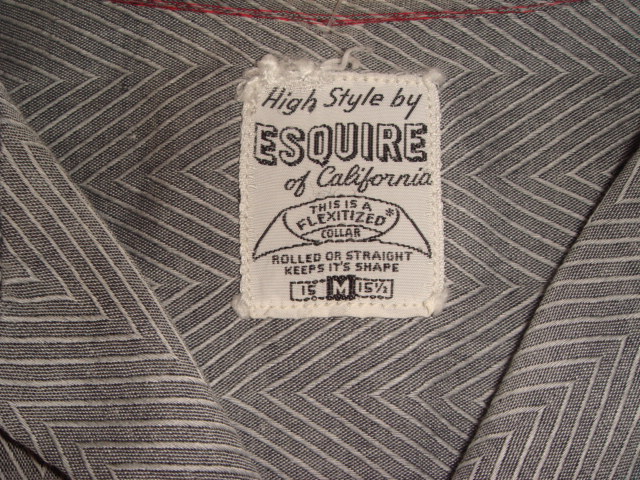 High Style by
ESQUIRE
of California
THIS IS A
FLEXITIZED*
COLLAR
ROLLED OR STRAIGHT
KEEPS IT'S SHAPE
15 M 15½